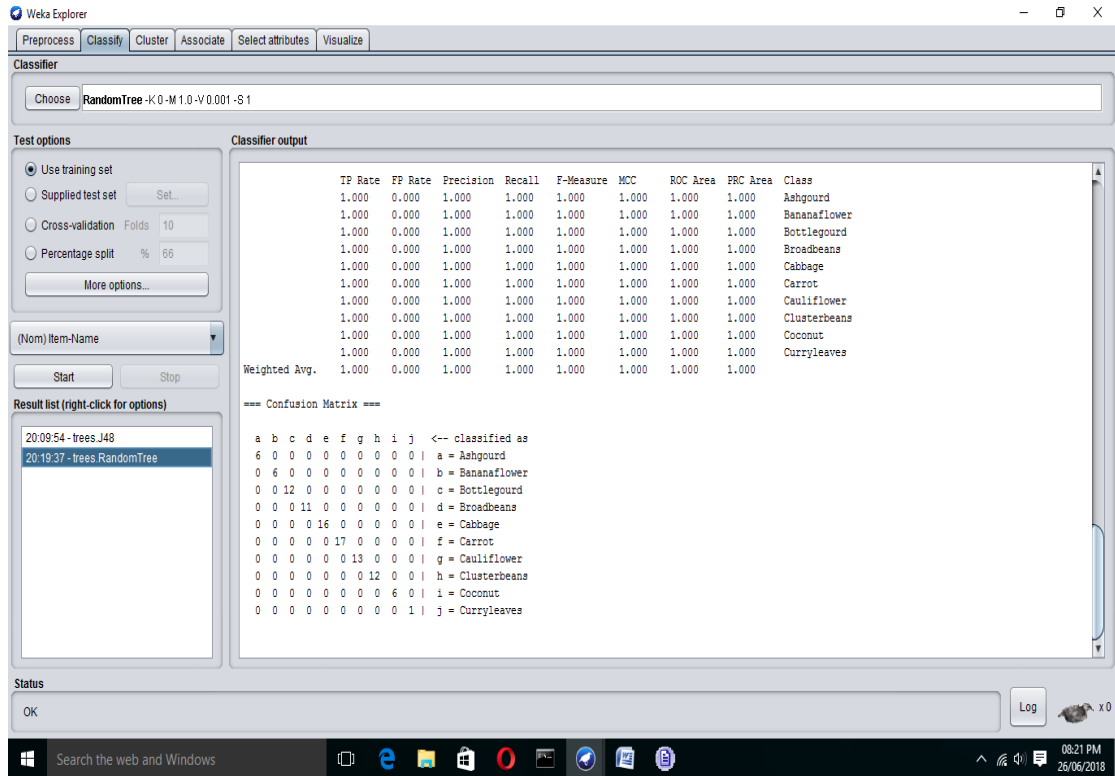 Weka Explorer
Preprocess Classify Cluster Associate Select attributes Visualize
Classifier
Choose RandomTree -K 0 -M 1.0 -V 0.001 -S 1
Test options
Use training set
Supplied test set Set...
Cross-validation Folds 10
Percentage split % 66
More options...
(Nom) Item-Name
Start Stop
Result list (right-click for options)
20:09:54 - trees.J48
20:19:37 - trees.RandomTree
Classifier output
TP Rate FP Rate Precision Recall F-Measure MCC ROC Area PRC Area Class
1.000 0.000 1.000 1.000 1.000 1.000 1.000 1.000 Ashgourd
1.000 0.000 1.000 1.000 1.000 1.000 1.000 1.000 Bananaflower
1.000 0.000 1.000 1.000 1.000 1.000 1.000 1.000 Bottlegourd
1.000 0.000 1.000 1.000 1.000 1.000 1.000 1.000 Broadbeans
1.000 0.000 1.000 1.000 1.000 1.000 1.000 1.000 Cabbage
1.000 0.000 1.000 1.000 1.000 1.000 1.000 1.000 Carrot
1.000 0.000 1.000 1.000 1.000 1.000 1.000 1.000 Cauliflower
1.000 0.000 1.000 1.000 1.000 1.000 1.000 1.000 Clusterbeans
1.000 0.000 1.000 1.000 1.000 1.000 1.000 1.000 Coconut
1.000 0.000 1.000 1.000 1.000 1.000 1.000 1.000 Curryleaves
Weighted Avg. 1.000 0.000 1.000 1.000 1.000 1.000 1.000 1.000
=== Confusion Matrix ===
a b c d e f g h i j <-- classified as
6 0 0 0 0 0 0 0 0 0 | a = Ashgourd
0 6 0 0 0 0 0 0 0 0 | b = Bananaflower
0 0 12 0 0 0 0 0 0 0 | c = Bottlegourd
0 0 0 11 0 0 0 0 0 0 | d = Broadbeans
0 0 0 0 16 0 0 0 0 0 | e = Cabbage
0 0 0 0 0 17 0 0 0 0 | f = Carrot
0 0 0 0 0 0 13 0 0 0 | g = Cauliflower
0 0 0 0 0 0 0 12 0 0 | h = Clusterbeans
0 0 0 0 0 0 0 0 6 0 | i = Coconut
0 0 0 0 0 0 0 0 0 1 | j = Curryleaves
Status
OK
Log
x 0
Search the web and Windows
08:21 PM
26/06/2018